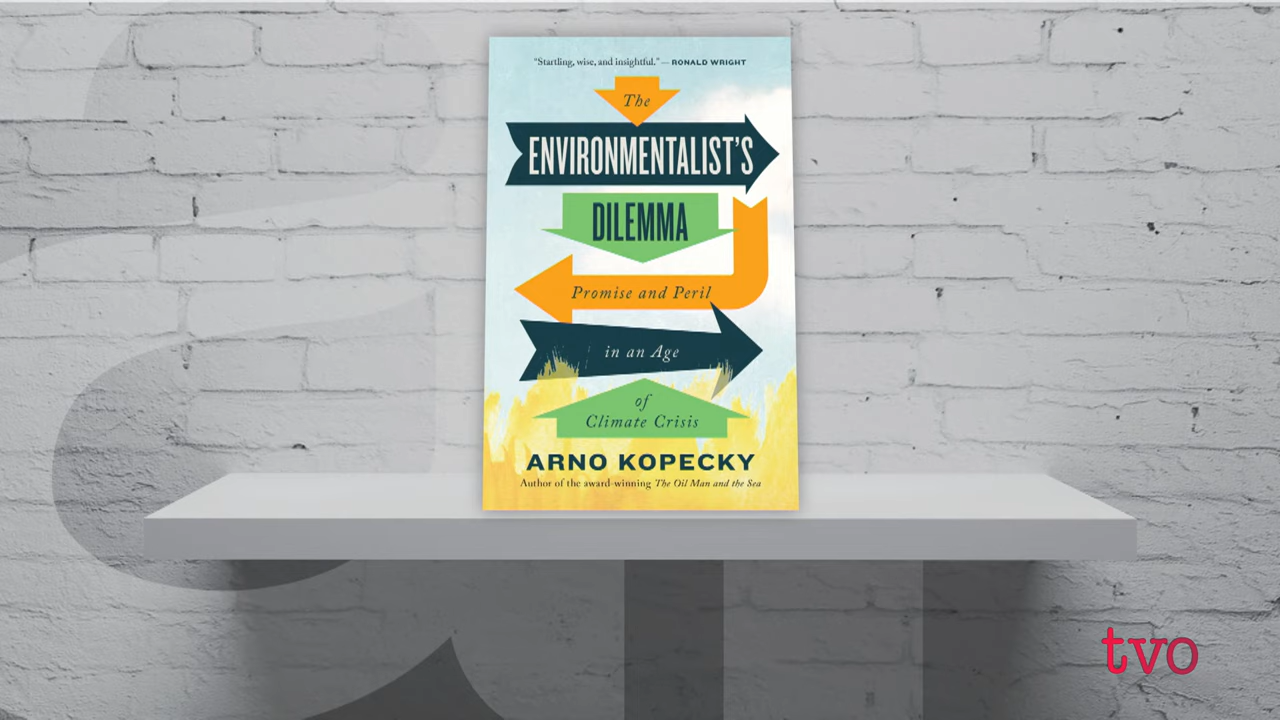 "Startling, wise, and insightful." — RONALD WRIGHT
The
ENVIRONMENTALIST'S
DILEMMA
Promise and Peril
in an Age
of
Climate Crisis
ARNO KOPECKY
Author of the award-winning The Oil Man and the Sea
tvo